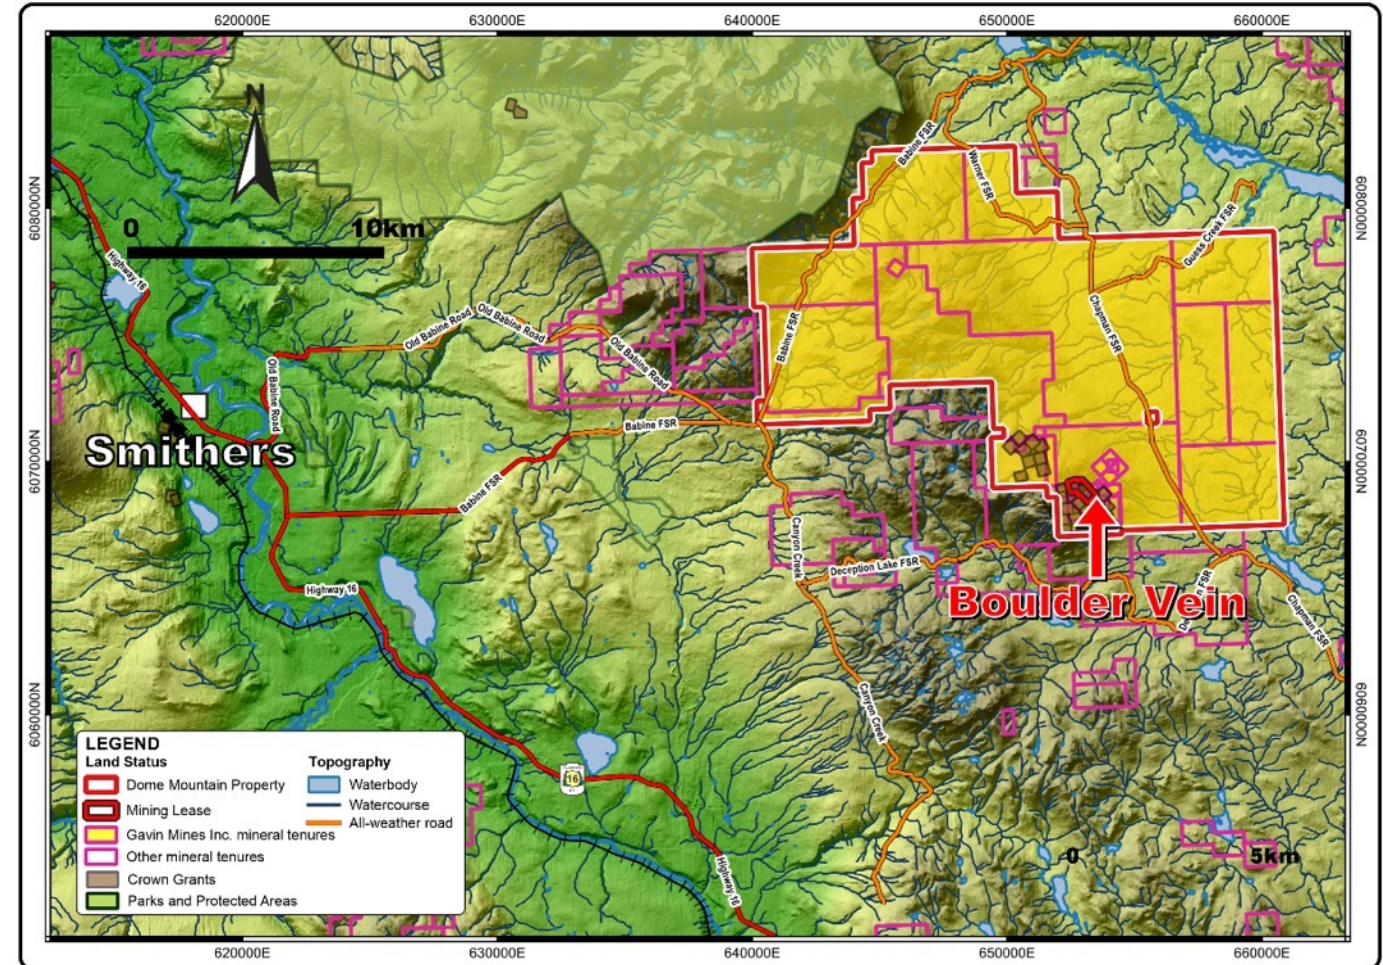 620000E
630000E
640000E
650000E
660000E
N
0
10km
6080000N
6080000N
Highway 16
Babine FSR
Warner FSR
Guess Creek FSR
Old Babine Road
Old Babine Road
Old Babine Road
Old Babine Road
Babine FSR
Chapman FSR
Smithers
6070000N
6070000N
Babine FSR
Babine FSR
Canyon Creek
Deception Lake FSR
Highway 16
Boulder Vein
Chapman FSR
6060000N
6060000N
Canyon Creek
16
Highway 16
0
5km
LEGEND
Land Status
Dome Mountain Property
Mining Lease
Gavin Mines Inc. mineral tenures
Other mineral tenures
Crown Grants
Parks and Protected Areas
Topography
Waterbody
Watercourse
All-weather road
620000E
630000E
640000E
650000E
660000E